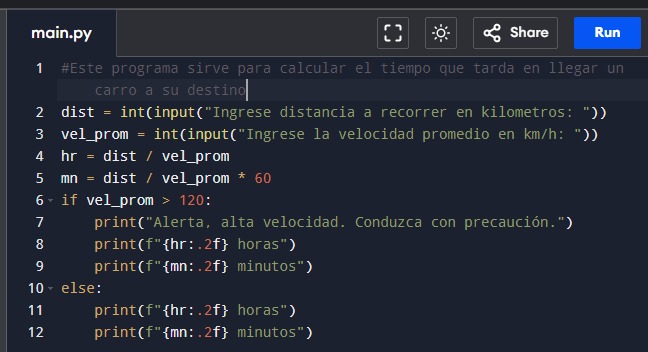 main.py
Share
Run
1 #Este programa sirve para calcular el tiempo que tarda en llegar un
carro a su destino
2 dist = int(input("Ingrese distancia a recorrer en kilometros: "))
3 vel_prom = int(input("Ingrese la velocidad promedio en km/h: "))
4 hr = dist / vel_prom
5 mn = dist / vel_prom * 60
6 if vel_prom > 120:
7     print("Alerta, alta velocidad. Conduzca con precaución.")
8     print(f"{hr:.2f} horas")
9     print(f"{mn:.2f} minutos")
10 else:
11     print(f"{hr:.2f} horas")
12     print(f"{mn:.2f} minutos")